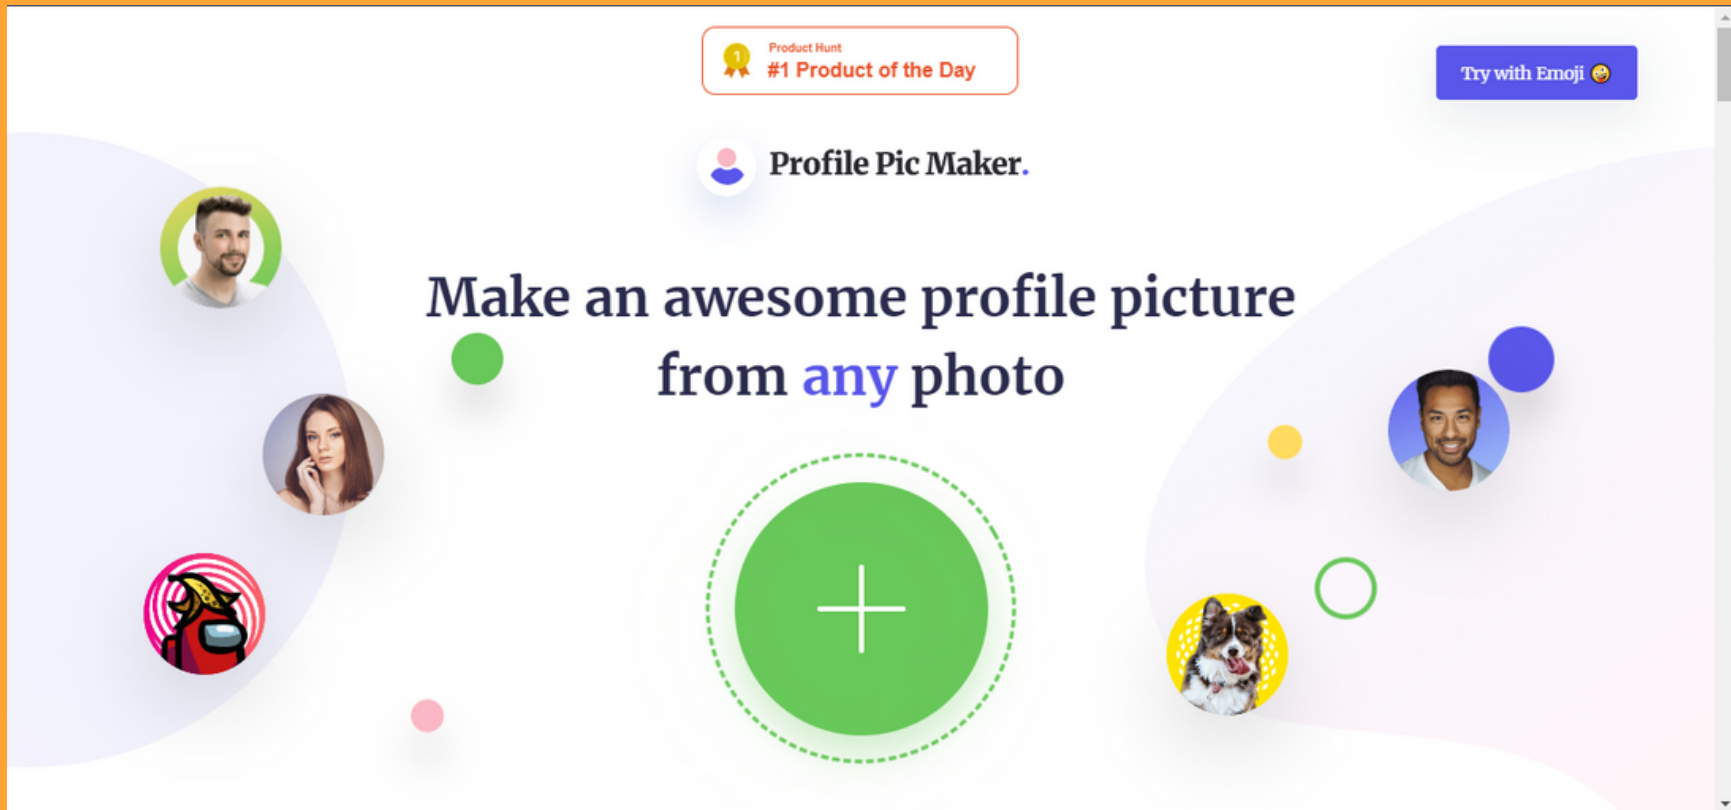 Product Hunt
#1 Product of the Day
1
Try with Emoji
Profile Pic Maker.
Make an awesome profile picture
from any photo